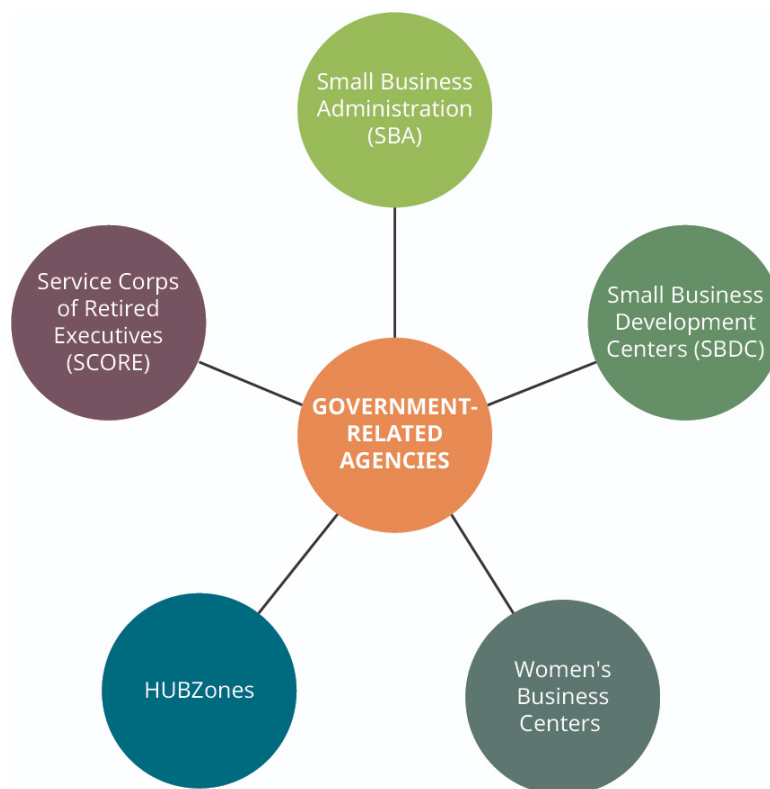 Small Business
Administration
(SBA)
Service Corps
of Retired
Executives
(SCORE)
Small Business
Development
Centers (SBDC)
GOVERNMENT-
RELATED
AGENCIES
HUBZones
Women's
Business
Centers